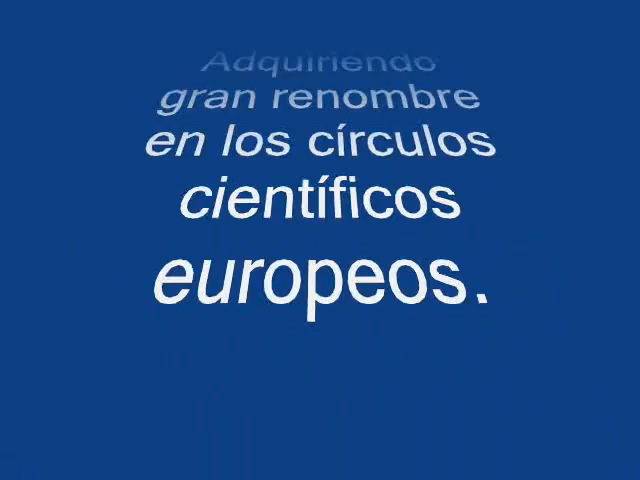 Adquiriendo
gran renombre
en los círculos
científicos
europeos.